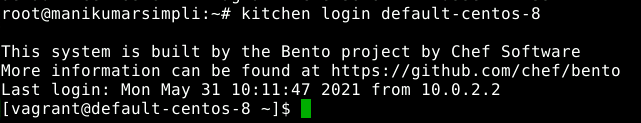 root@manikumarsimpli:~# kitchen login default-centos-8
This system is built by the Bento project by Chef Software
More information can be found at https://github.com/chef/bento
Last login: Mon May 31 10:11:47 2021 from 10.0.2.2
[vagrant@default-centos-8 ~]$